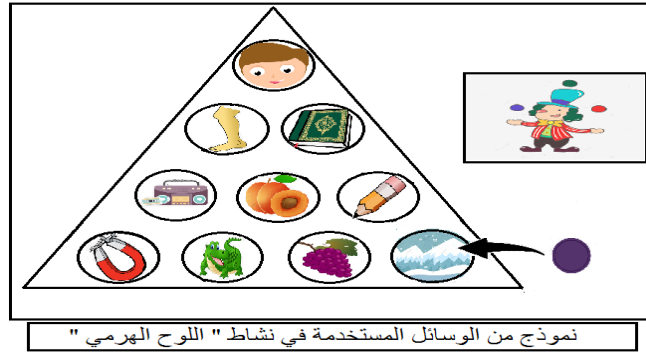 نموذج من الوسائل المستخدمة في نشاط " اللوح الهرمي "